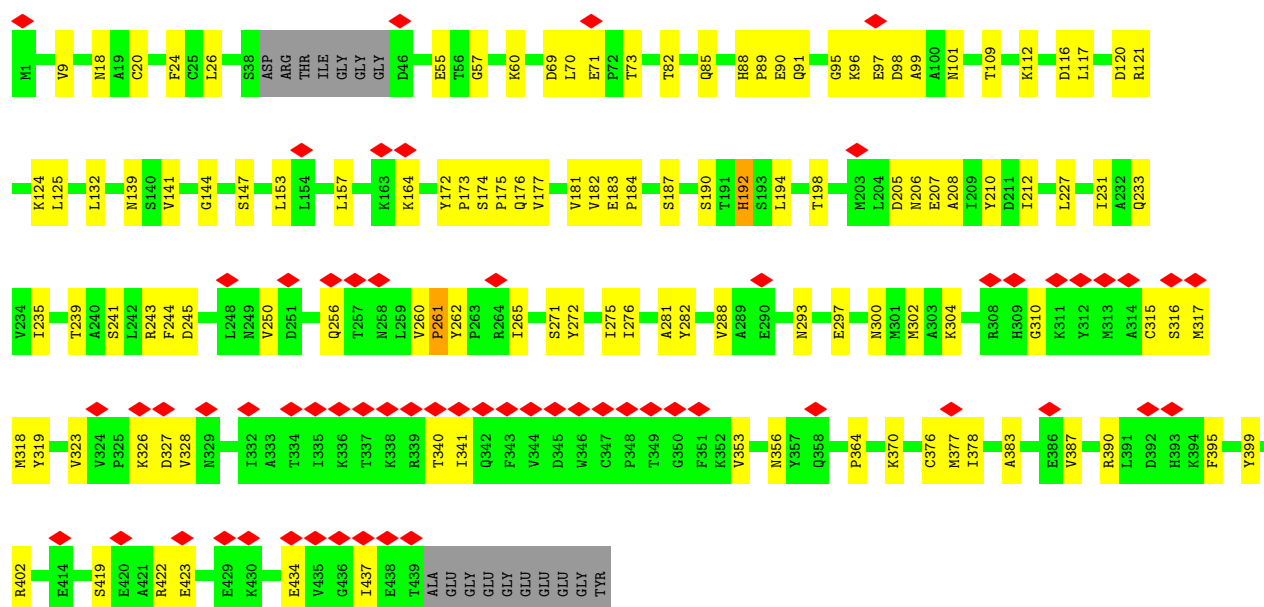 M1 V9 N18 A19 C20 F24 C25 L26 S38 ASP ARG THR ILE GLY GLY GLY D46 E55 T56 G57 K60 D69 L70 E71 P72 T73 T82 Q85 H88 P89 E90 Q91 G95 K96 E97 D98 A99 A100 N101 T109 K112 D116 L117 D120 R121
K124 L125 L132 N139 S140 V141 G144 S147 L153 L154 L157 K163 K164 Y172 P173 S174 P175 Q176 V177 V181 V182 E183 P184 S187 S190 T191 H192 S193 L194 T198 M203 L204 D205 N206 E207 A208 I209 Y210 D211 I212 L227 I231 A232 Q233
V234 I235 T239 A240 S241 L242 R243 F244 D245 L248 N249 V250 D251 Q256 T257 N258 L259 V260 P261 Y262 P263 R264 I265 S271 Y272 I275 I276 A281 Y282 V288 A289 E290 N293 E297 N300 M301 M302 A303 K304 R308 H309 G310 K311 Y312 M313 A314 C315 S316 M317
M318 Y319 V323 V324 P325 K326 D327 V328 N329 I332 A333 T334 I335 K336 T337 K338 R339 T340 I341 Q342 F343 V344 D345 W346 C347 P348 T349 G350 F351 K352 V353 N356 Y357 Q358 P364 K370 C376 M377 I378 A383 E386 V387 R390 L391 D392 H393 K394 F395 Y399
R402 E414 S419 E420 A421 R422 E423 E429 K430 E434 V435 G436 I437 E438 T439 ALA GLU GLY GLU GLY GLU GLU GLU GLY TYR